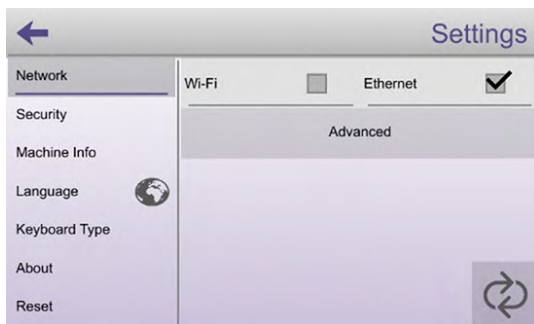 Settings
Network
Wi-Fi
Ethernet
Security
Advanced
Machine Info
Language
Keyboard Type
About
Reset